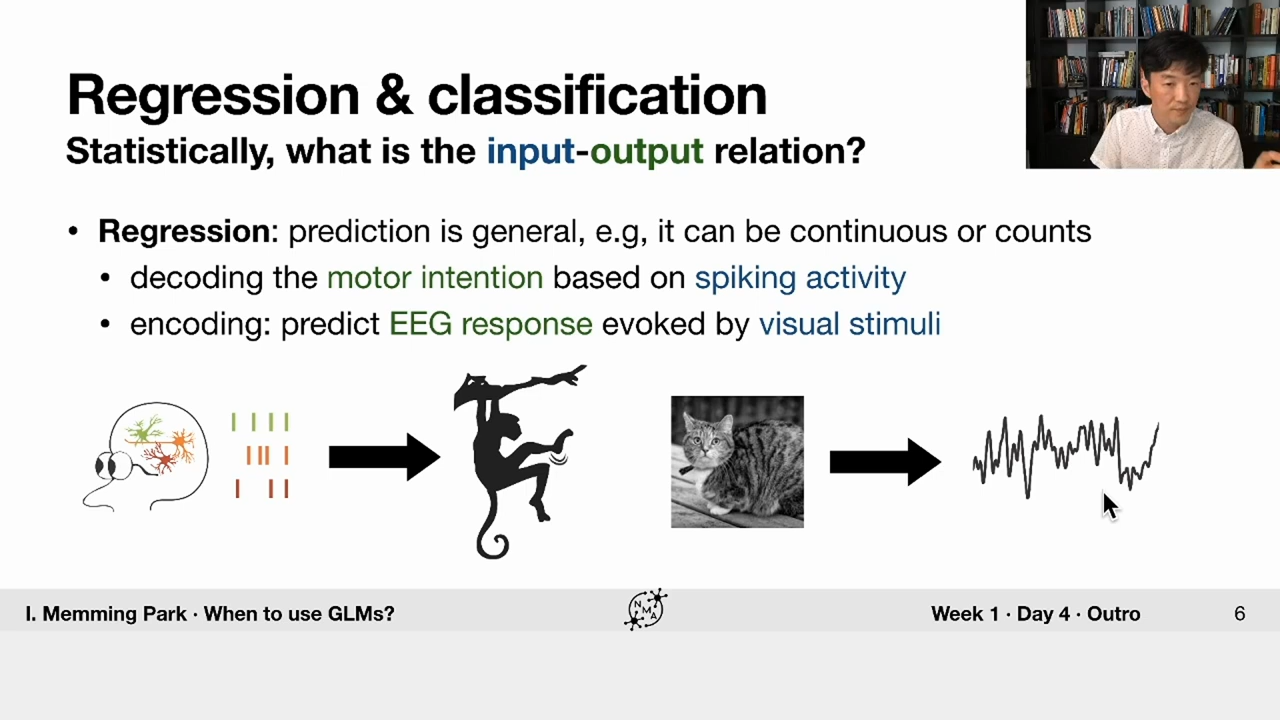 Regression & classification
Statistically, what is the input-output relation?
• Regression: prediction is general, e.g, it can be continuous or counts
• decoding the motor intention based on spiking activity
• encoding: predict EEG response evoked by visual stimuli
I. Memming Park · When to use GLMs?
NMA
Week 1 · Day 4 · Outro
6